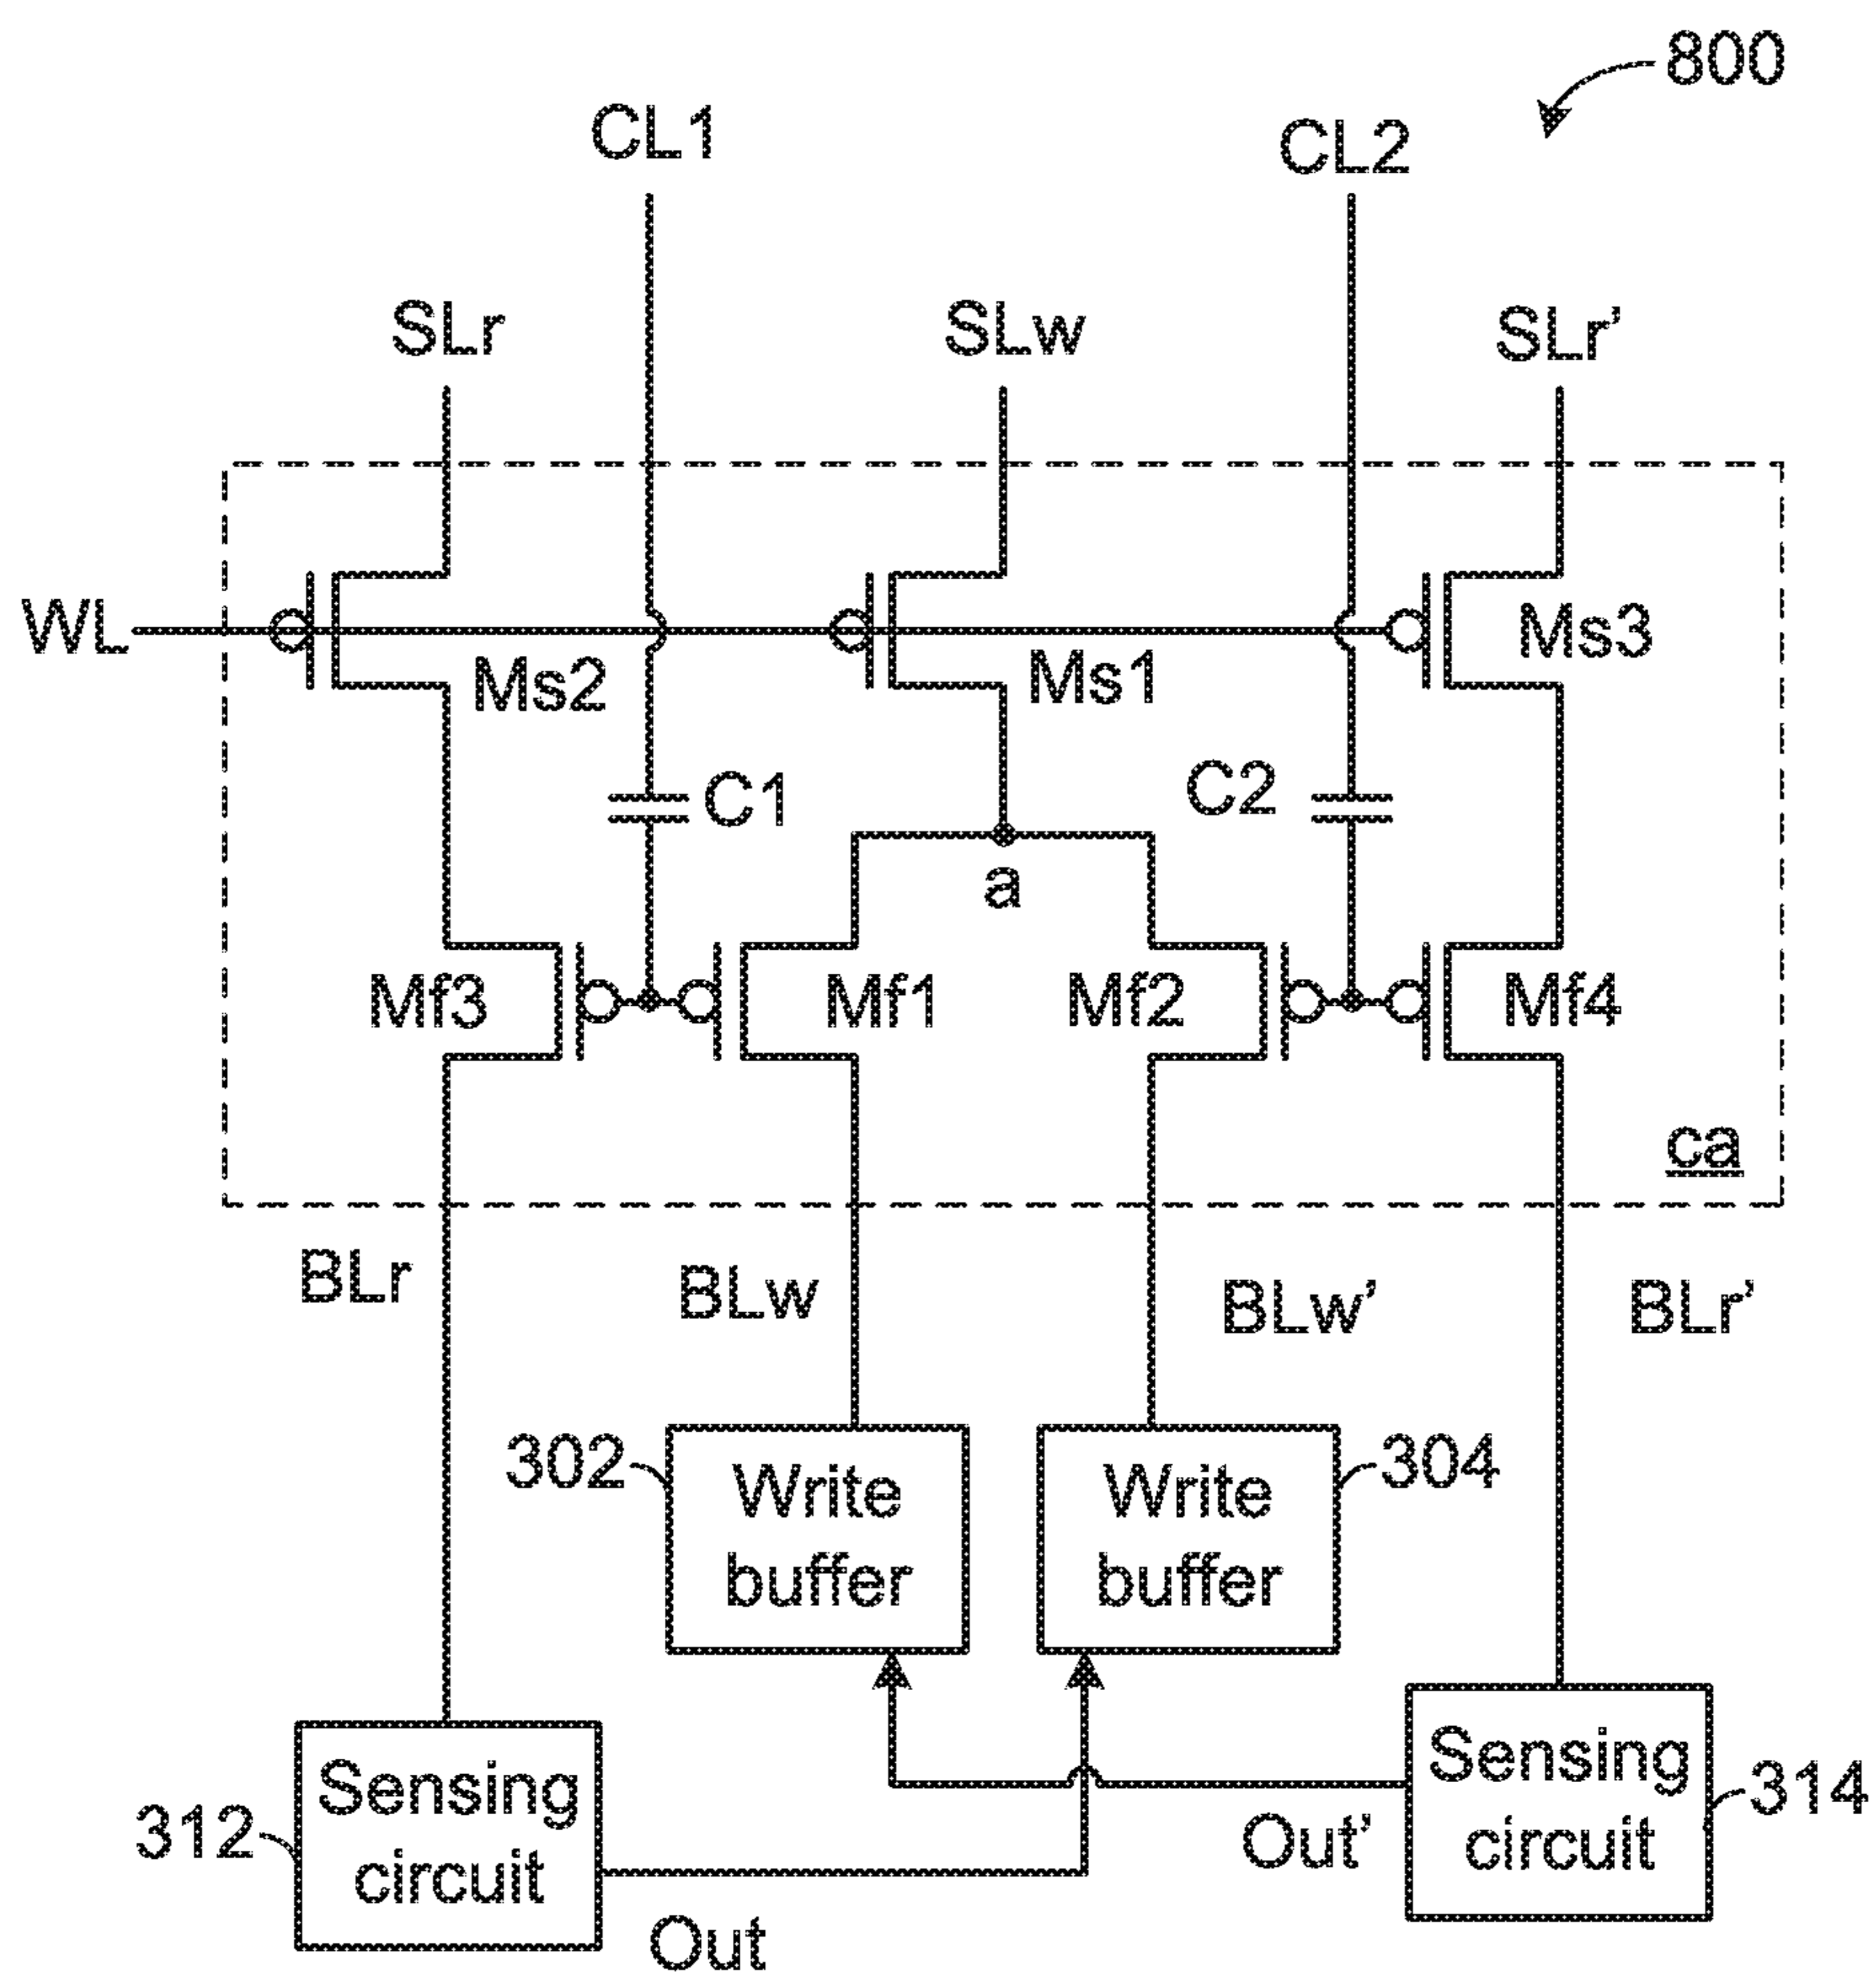 800
CL1
CL2
SLr
SLw
SLr’
WL
Ms2
Ms1
Ms3
C1
C2
a
Mf3
Mf1
Mf2
Mf4
ca
BLr
BLw
BLw’
BLr’
302
Write
buffer
Write
buffer
304
312
Sensing
circuit
Sensing
circuit
314
Out’
Out